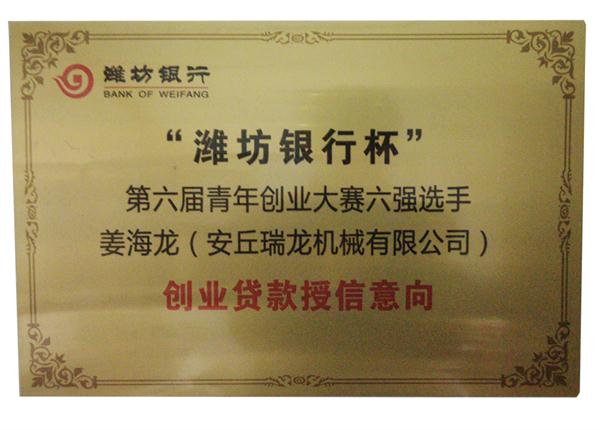 潍坊银行
BANK OF WEIFANG
“潍坊银行杯”
第六届青年创业大赛六强选手
姜海龙（安丘瑞龙机械有限公司）
创业贷款授信意向